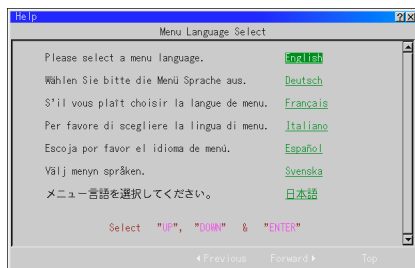 Help ?X
Menu Language Select
Please select a menu language. English
Wählen Sie bitte die Menü Sprache aus. Deutsch
S'il vous plaît choisir la langue de menu. Français
Per favore di scegliere la lingua di menu. Italiano
Escoja por favor el idioma de menú. Español
Välj menyn språken. Svenska
メニュー言語を選択してください。 日本語
Select "UP", "DOWN" & "ENTER"
Previous Forward Top